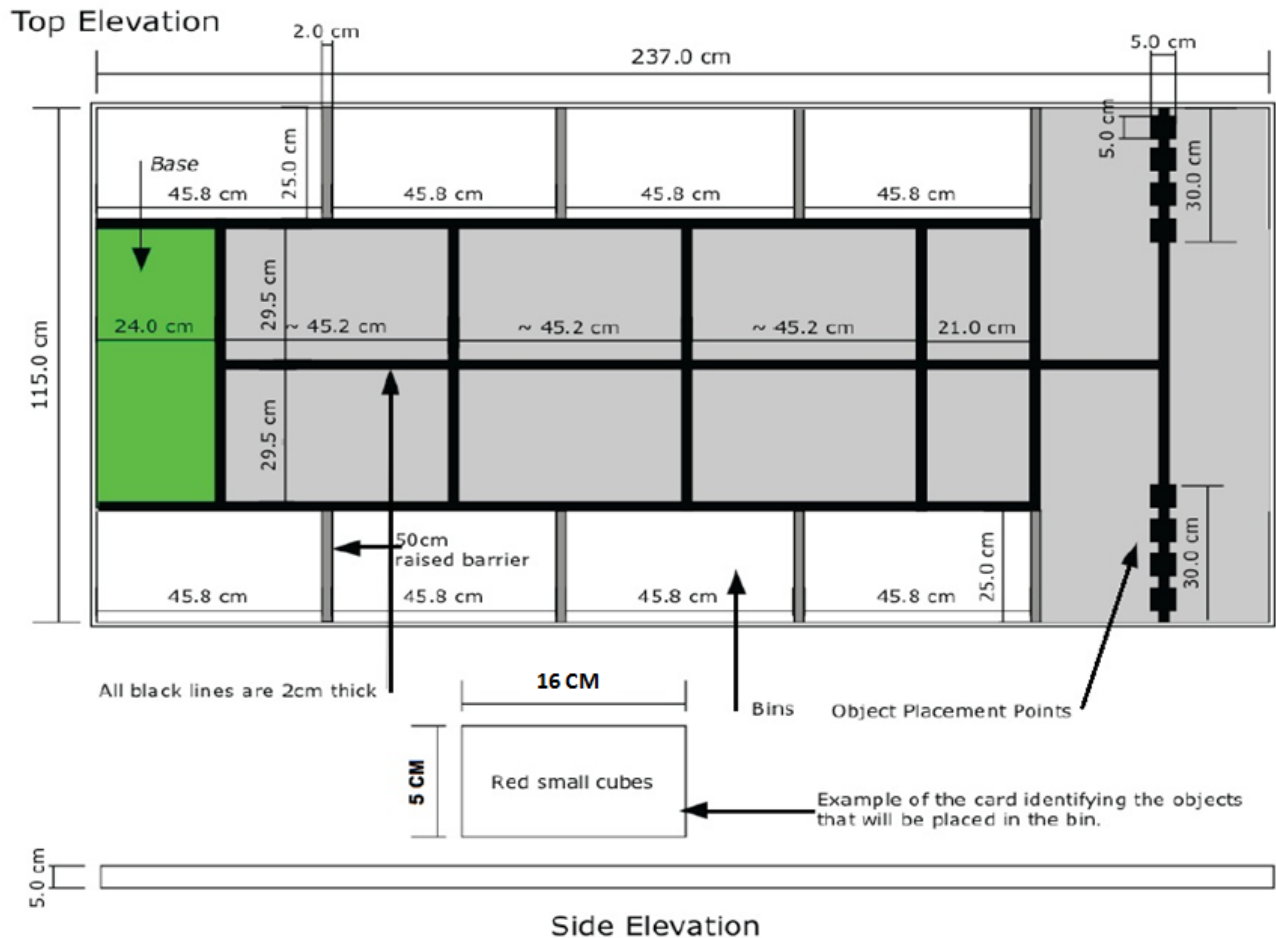 Top Elevation
2.0 cm
237.0 cm
5.0 cm
5.0 cm
30.0 cm
25.0 cm
Base
45.8 cm
45.8 cm
45.8 cm
45.8 cm
115.0 cm
29.5 cm
24.0 cm
~ 45.2 cm
~ 45.2 cm
~ 45.2 cm
21.0 cm
29.5 cm
50cm
raised barrier
25.0 cm
30.0 cm
45.8 cm
45.8 cm
45.8 cm
45.8 cm
All black lines are 2cm thick
16 CM
Bins
Object Placement Points
5 CM
Red small cubes
Example of the card identifying the objects
that will be placed in the bin.
5.0 cm
Side Elevation